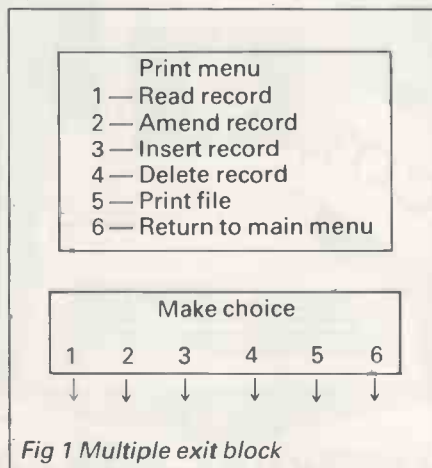 Print menu
1 — Read record
2 — Amend record
3 — Insert record
4 — Delete record
5 — Print file
6 — Return to main menu
Make choice
1 2 3 4 5 6
Fig 1 Multiple exit block